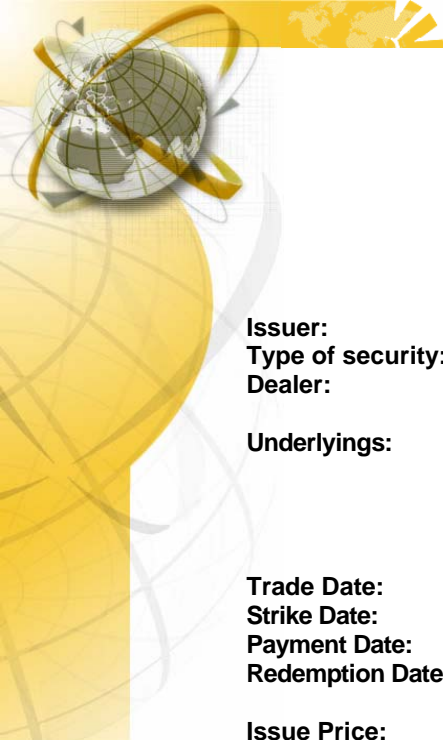 Issuer:
Type of security:
Dealer:
Underlyings:
Trade Date:
Strike Date:
Payment Date:
Redemption Date
Issue Price: